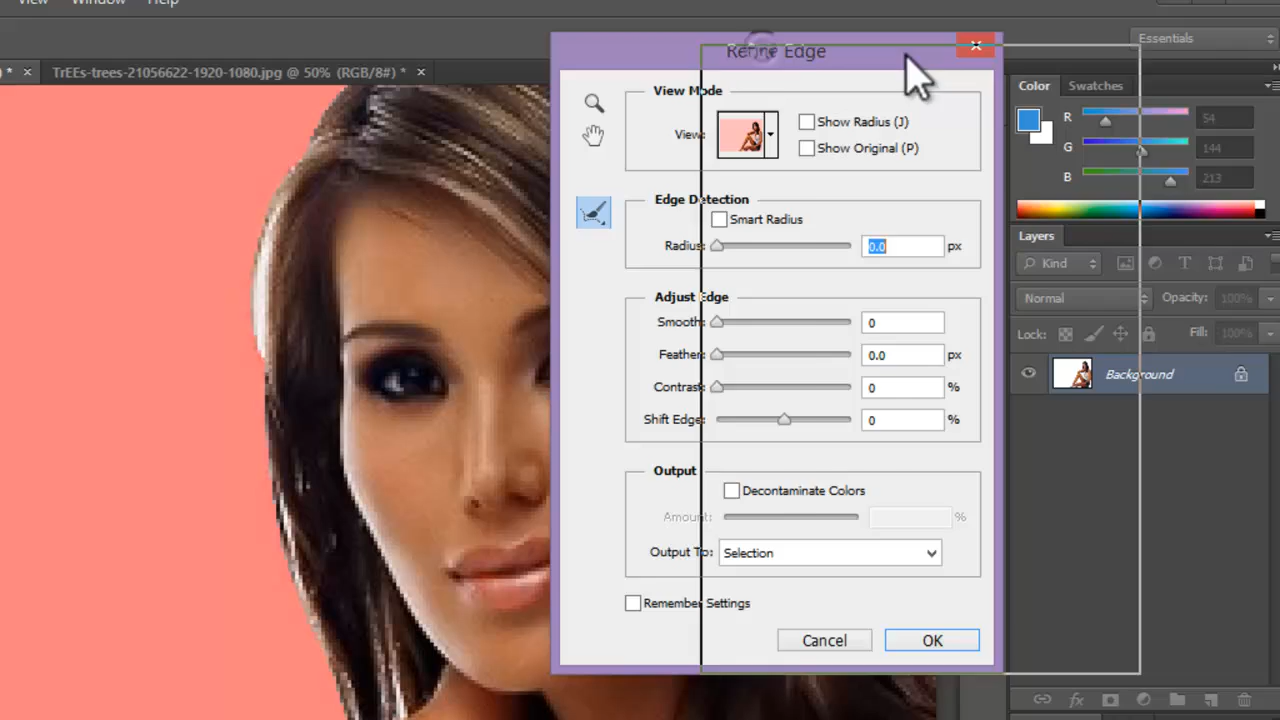 View Window Help
Essentials
* × TrEEs-trees-21056622-1920-1080.jpg @ 50% (RGB/8#) * ×
Refine Edge
View Mode
View:
Show Radius (J)
Show Original (P)
Edge Detection
Smart Radius
Radius: 0.0 px
Adjust Edge
Smooth: 0
Feather: 0.0 px
Contrast: 0 %
Shift Edge: 0 %
Output
Decontaminate Colors
Amount: %
Output To: Selection
Remember Settings
Cancel OK
Color Swatches
R 54
G 144
B 213
Layers
Kind
Normal Opacity: 100%
Lock: Fill: 100%
Background
fx